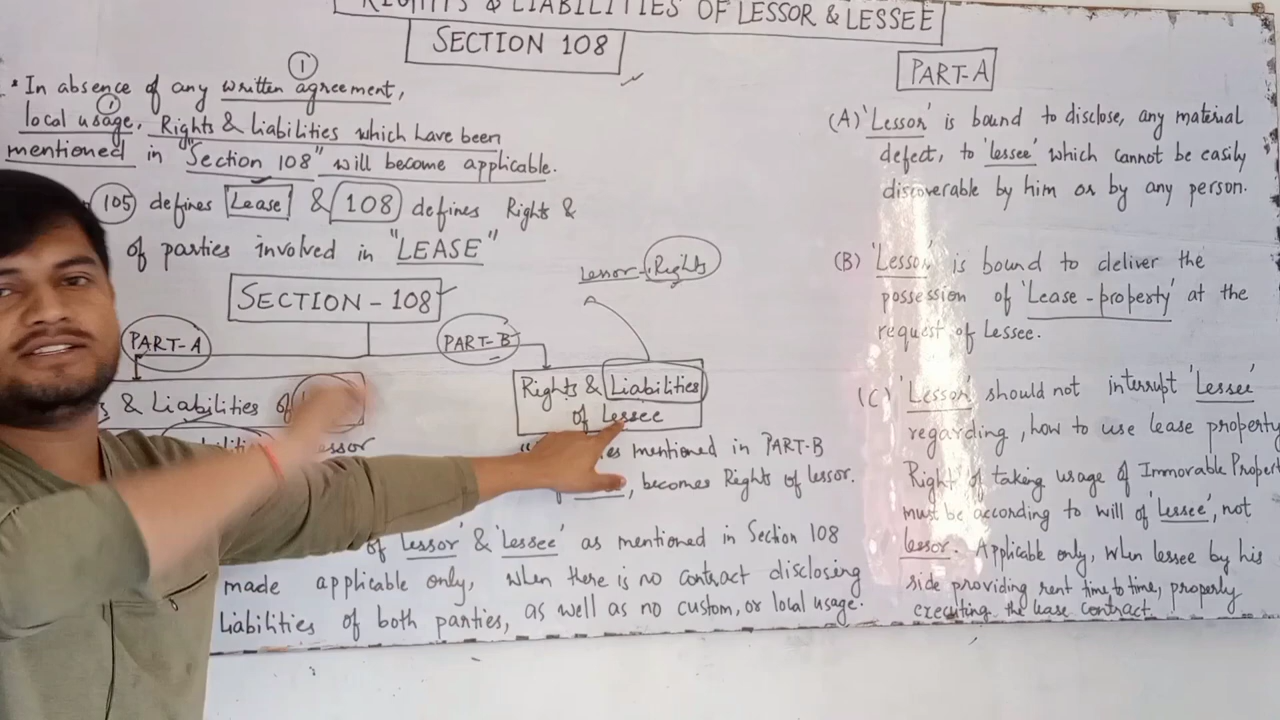 RIGHTS & LIABILITIES OF LESSOR & LESSEE
SECTION 108
①
• In absence of any written agreement,
①
local usage, Rights & Liabilities which have been
mentioned in "Section 108" will become applicable.
105 defines Lease & 108 defines Rights &
of parties involved in "LEASE"
SECTION - 108
Lessor - Rights
PART-A
PART-B
& Liabilities of
Rights & Liabilities
of Lessee
mentioned in PART-B
, becomes Rights of lessor.
of Lessor' & 'Lessee' as mentioned in Section 108
made applicable only, when there is no contract disclosing
Liabilities of both parties, as well as no custom, or local usage.
PART-A
(A) 'Lessor' is bound to disclose, any material
defect, to 'lessee' which cannot be easily
discoverable by him or by any person.
(B) 'Lessor' is bound to deliver the
possession of 'Lease-property' at the
request of Lessee.
(C) 'Lessor' should not interrupt 'Lessee'
regarding, how to use lease property
Right of taking usage of Immovable Propert
must be according to will of 'Lessee', not
lessor. Applicable only, when lessee by his
side providing rent time to time, properly
executing the lease contract.